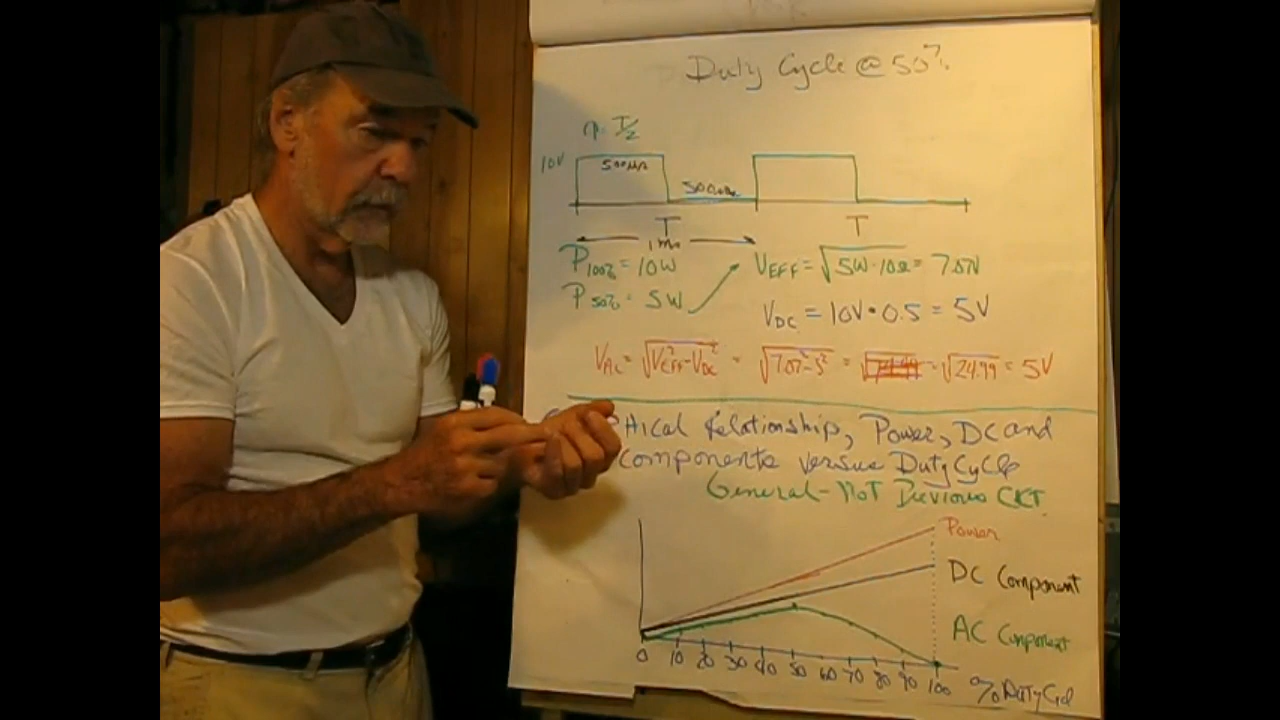 Duty Cycle @ 50%
T/2
10V
500µs
T
T
1ms
P100% = 10W
P50% = 5W
VEFF = √5W·10Ω = 7.07V
VDC = 10V • 0.5 = 5V
VAC = √VEFF² - VDC² = √7.07² - 5² = √24.99 = 5V
hical Relationship, Power, DC and
components versus Duty Cycle
General - Not Previous CKT
Power
DC Component
AC Component
0 10 20 30 40 50 60 70 80 90 100
% Duty Cycl